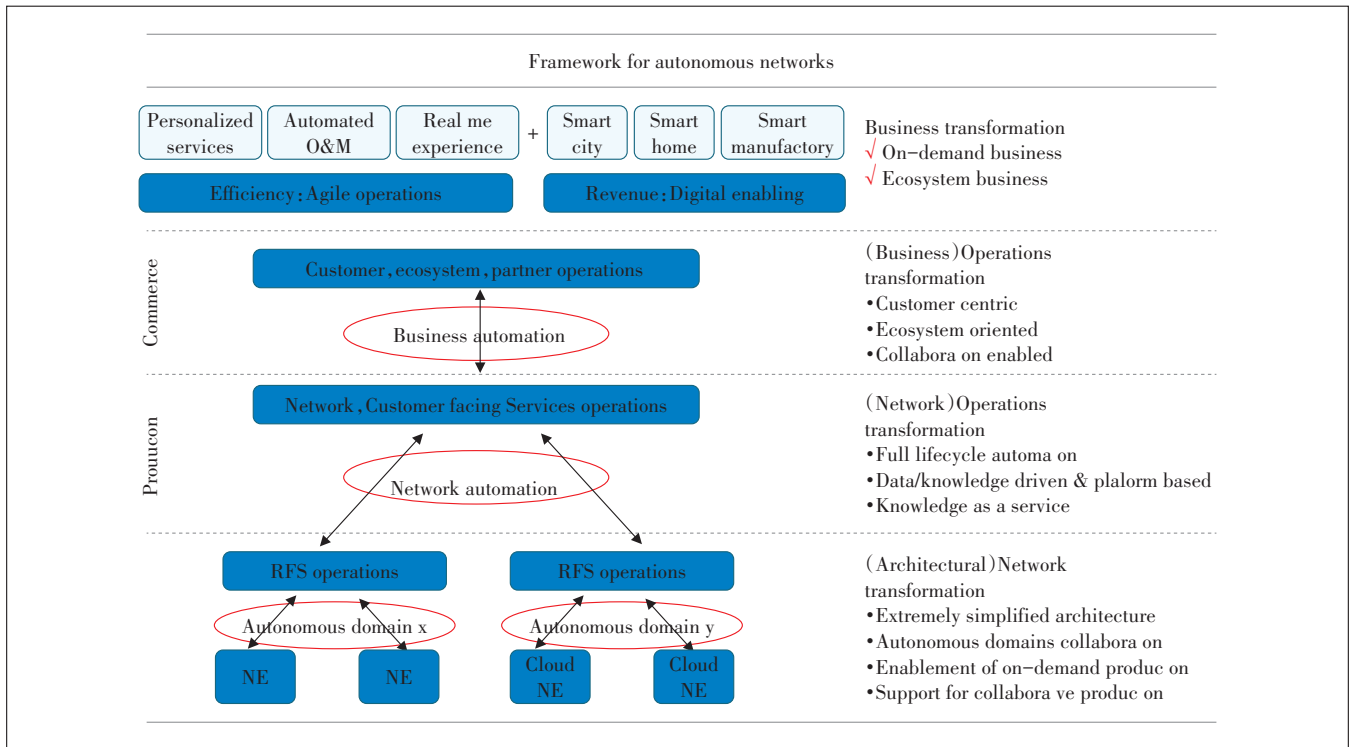 Framework for autonomous networks
Personalized
services
Automated
O&M
Real me
experience
+
Smart
city
Smart
home
Smart
manufactory
Efficiency:Agile operations
Revenue:Digital enabling
Business transformation
√ On-demand business
√ Ecosystem business
Commerce
Customer,ecosystem,partner operations
Business automation
(Business)Operations
transformation
•Customer centric
•Ecosystem oriented
•Collabora on enabled
Prouucon
Network,Customer facing Services operations
Network automation
(Network)Operations
transformation
•Full lifecycle automa on
•Data/knowledge driven & plalorm based
•Knowledge as a service
RFS operations
RFS operations
Autonomous domain x
Autonomous domain y
NE
NE
Cloud
NE
Cloud
NE
(Architectural)Network
transformation
•Extremely simplified architecture
•Autonomous domains collabora on
•Enablement of on-demand produc on
•Support for collabora ve produc on